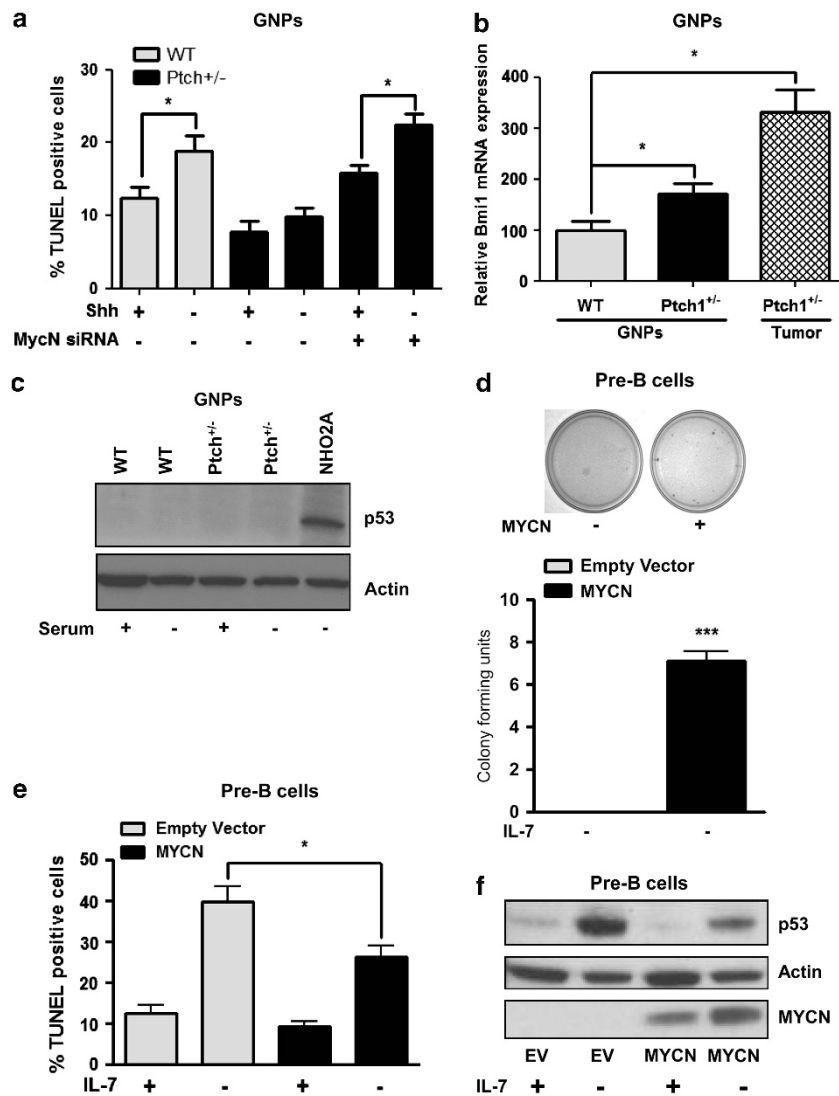 a
GNPs
WT
Ptch+/-
% TUNEL positive cells
30
20
10
0
*
*
Shh + - + - + -
MycN siRNA - - - - + +
b
GNPs
Relative Bmi1 mRNA expression
400
300
200
100
0
*
*
WT Ptch1+/- Ptch1+/-
GNPs Tumor
c
GNPs
WT WT Ptch+/- Ptch+/- NHO2A
p53
Actin
Serum + - + - -
d
Pre-B cells
MYCN - +
Empty Vector
MYCN
Colony forming units
10
8
6
4
2
0
***
IL-7 - -
e
Pre-B cells
Empty Vector
MYCN
% TUNEL positive cells
50
40
30
20
10
0
*
IL-7 + - + -
f
Pre-B cells
p53
Actin
MYCN
EV EV MYCN MYCN
IL-7 + - + -